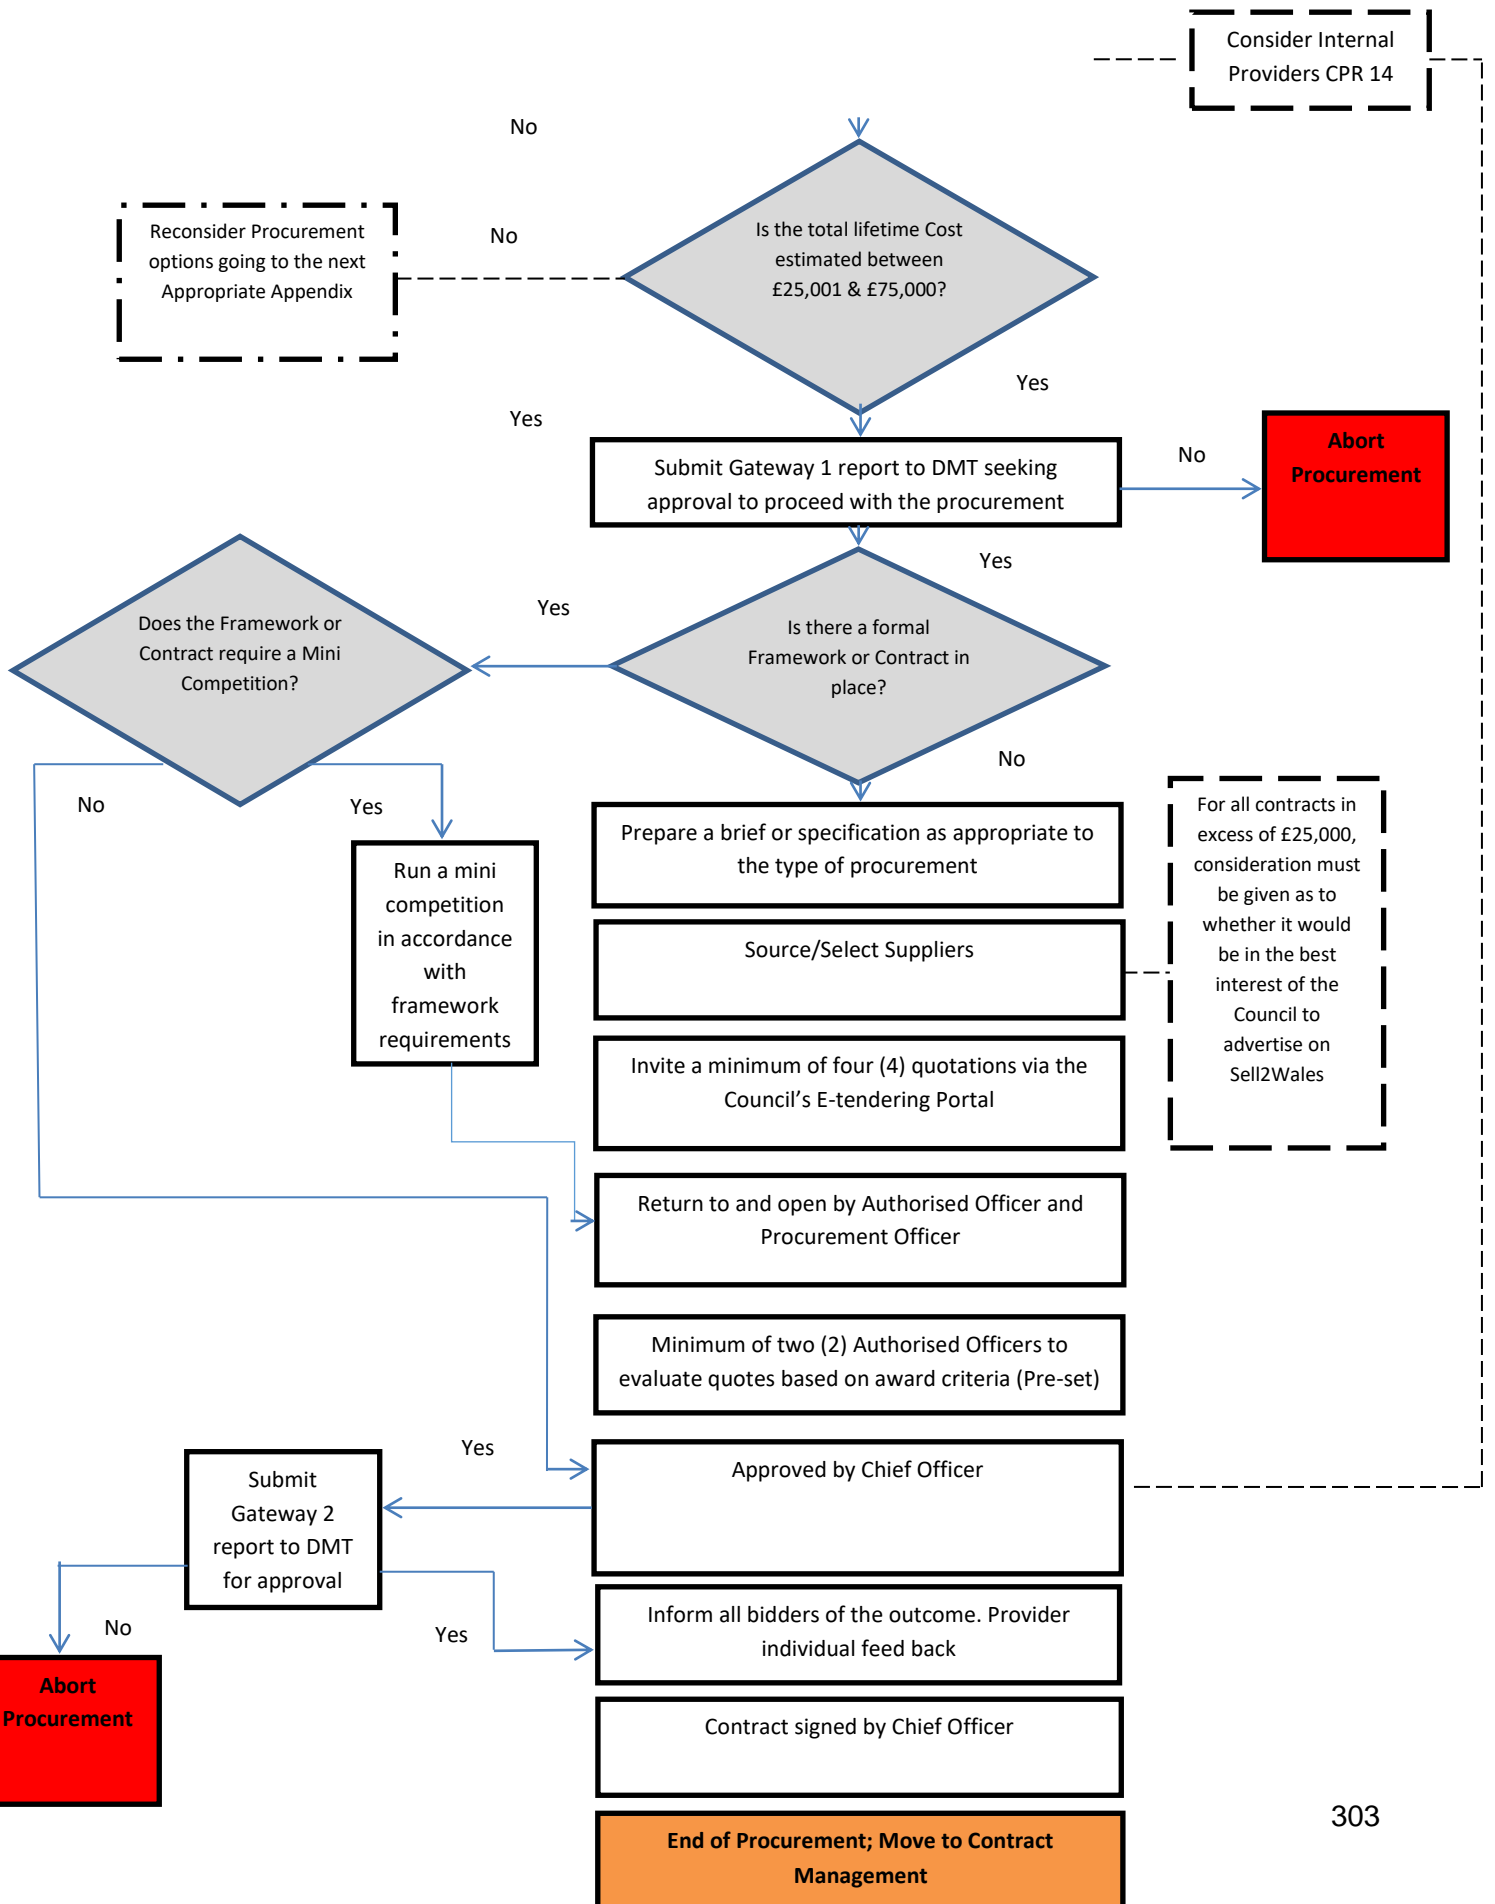 Consider Internal
Providers CPR 14
No
Is the total lifetime Cost
estimated between
£25,001 & £75,000?
Reconsider Procurement
options going to the next
Appropriate Appendix
No
Yes
Yes
Submit Gateway 1 report to DMT seeking
approval to proceed with the procurement
No
Abort
Procurement
Yes
Is there a formal
Framework or Contract in
place?
Yes
Does the Framework or
Contract require a Mini
Competition?
No
No
Yes
Run a mini
competition
in accordance
with
framework
requirements
Prepare a brief or specification as appropriate to
the type of procurement
Source/Select Suppliers
For all contracts in
excess of £25,000,
consideration must
be given as to
whether it would
be in the best
interest of the
Council to
advertise on
Sell2Wales
Invite a minimum of four (4) quotations via the
Council’s E-tendering Portal
Return to and open by Authorised Officer and
Procurement Officer
Minimum of two (2) Authorised Officers to
evaluate quotes based on award criteria (Pre-set)
Yes
Approved by Chief Officer
Submit
Gateway 2
report to DMT
for approval
No
Yes
Abort
Procurement
Inform all bidders of the outcome. Provider
individual feed back
Contract signed by Chief Officer
End of Procurement; Move to Contract
Management
303